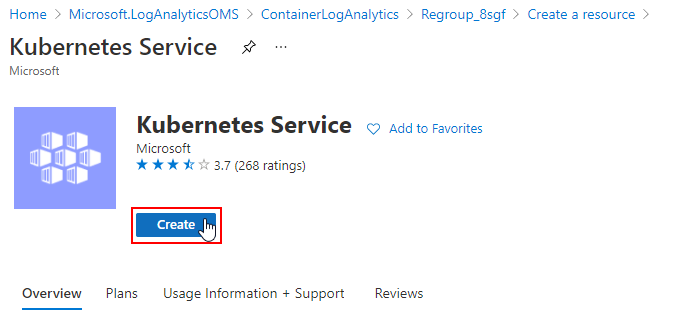 Home > Microsoft.LogAnalyticsOMS > ContainerLogAnalytics > Regroup_8sgf > Create a resource >
Kubernetes Service ...
Microsoft
Kubernetes Service Add to Favorites
Microsoft
3.7 (268 ratings)
Create
Overview Plans Usage Information + Support Reviews